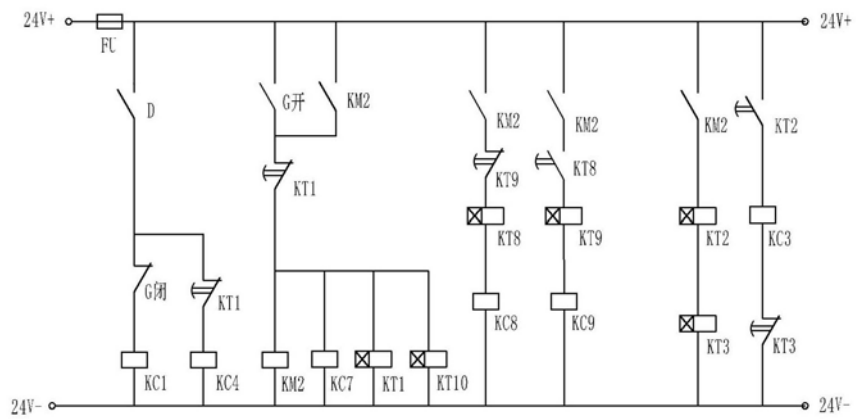 24V+
24V+
FU
D
G开
KM2
KM2
KM2
KM2
KT2
KT9
KT8
KT1
KT8
KT9
KT2
KC3
G闭
KT1
KC8
KC9
KT3
KT3
KC1
KC4
KM2
KC7
KT1
KT10
24V-
24V-